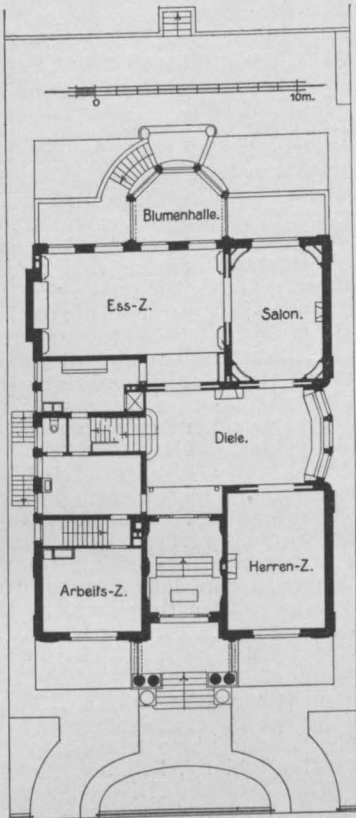 0 10m.
Blumenhalle.
Ess-Z.
Salon.
Diele.
Arbeits-Z.
Herren-Z.